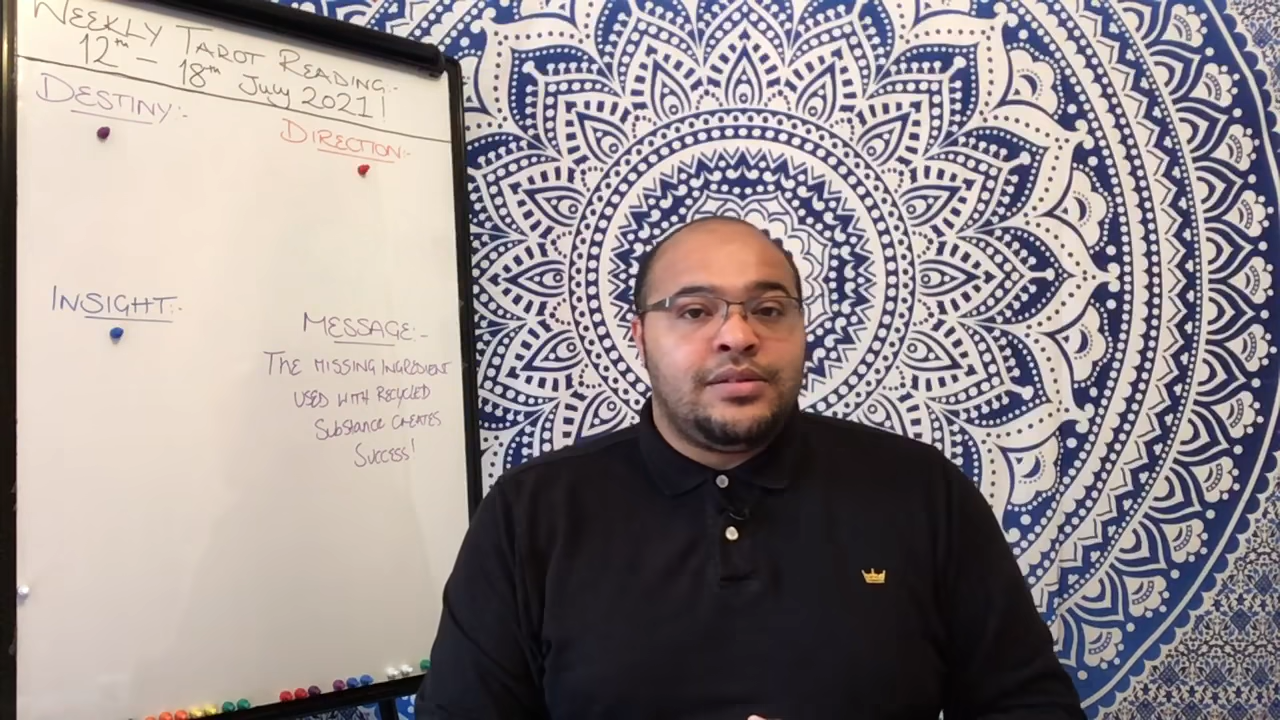 WEEKLY TAROT READING:-
12th - 18th July 2021!
DESTINY:-
DIRECTION:-
INSIGHT:-
MESSAGE:-
THE MISSING INGREDIENT
USED WITH RECYCLED
Substance CREATES
Success!